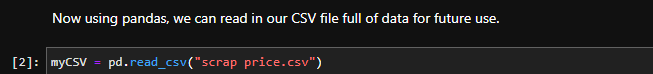 Now using pandas, we can read in our CSV file full of data for future use.
[2]: myCSV = pd.read_csv("scrap price.csv")